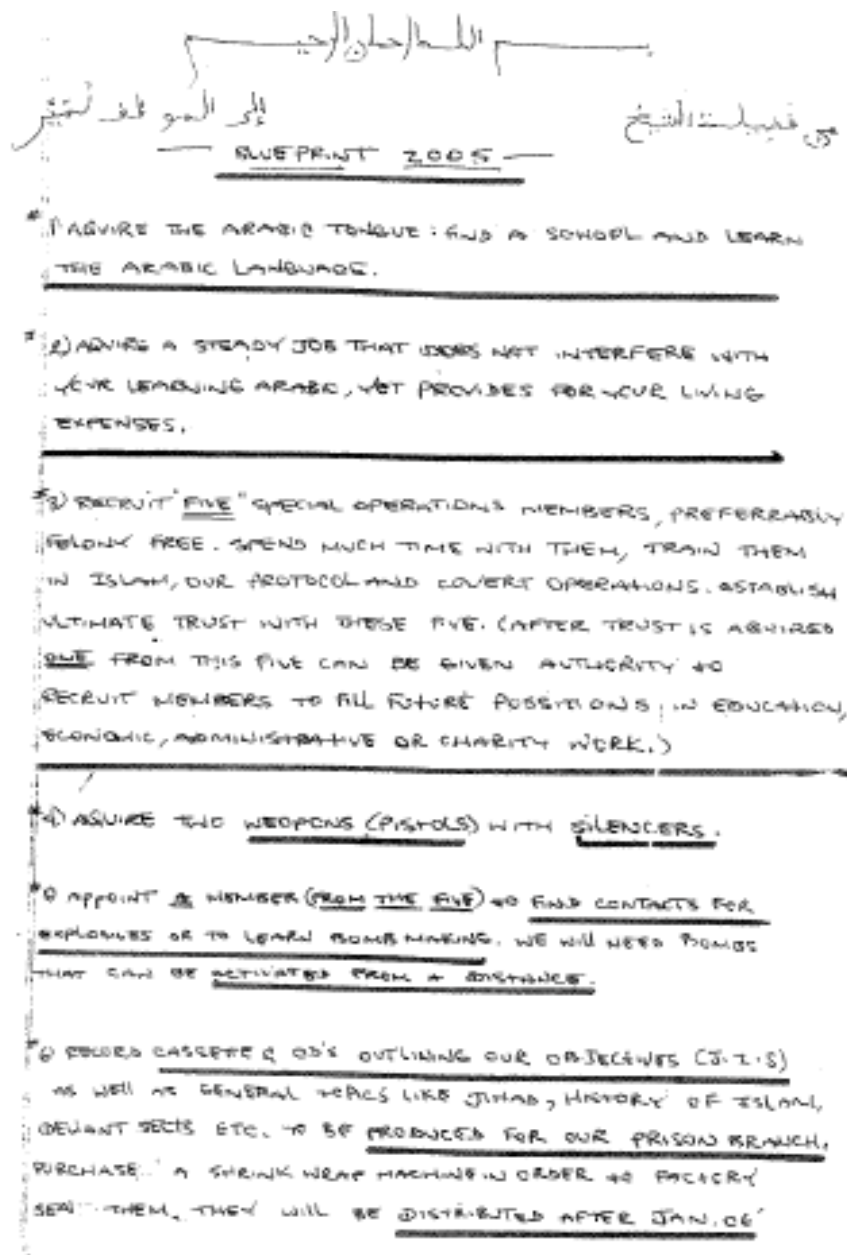 بسم الله الرحمن الرحيم
فضيلت الشيخ إلى
— BLUEPRINT 2005 —
* 1) AQUIRE THE ARABIC TONGUE: FIND A SCHOOL AND LEARN
THE ARABIC LANGUAGE.
* 2) AQUIRE A STEADY JOB THAT DOES NOT INTERFERE WITH
YOUR LEARNING ARABIC, YET PROVIDES FOR YOUR LIVING
EXPENSES.
* 3) RECRUIT "FIVE" SPECIAL OPERATIONS MEMBERS, PREFERRABLY
FELONY FREE. SPEND MUCH TIME WITH THEM, TRAIN THEM
IN ISLAM, OUR PROTOCOL AND COVERT OPERATIONS. ESTABLISH
ULTIMATE TRUST WITH THESE FIVE. (AFTER TRUST IS AQUIRED
ONE FROM THIS FIVE CAN BE GIVEN AUTHORITY TO
RECRUIT MEMBERS TO FILL FUTURE POSSITIONS; IN EDUCATION,
ECONOMIC, ADMINISTRATIVE OR CHARITY WORK.)
* 4) AQUIRE TWO WEOPONS (PISTOLS) WITH SILENCERS.
* 5) APPOINT A MEMBER (FROM THE FIVE) TO FIND CONTACTS FOR
EXPLOSIVES OR TO LEARN BOMB MAKING. WE WILL NEED BOMBS
THAT CAN BE ACTIVATED FROM A DISTANCE.
* 6) RECORD CASSETTE & CD'S OUTLINING OUR OBJECTIVES (J.I.S)
AS WELL AS GENERAL TOPICS LIKE JIHAD, HISTORY OF ISLAM,
DEVIANT SECTS ETC. TO BE PRODUCED FOR OUR PRISON BRANCH.
PURCHASE A SHRINK WRAP MACHINE IN ORDER TO FACTORY
SEAL THEM. THEY WILL BE DISTRIBUTED AFTER JAN. 06'